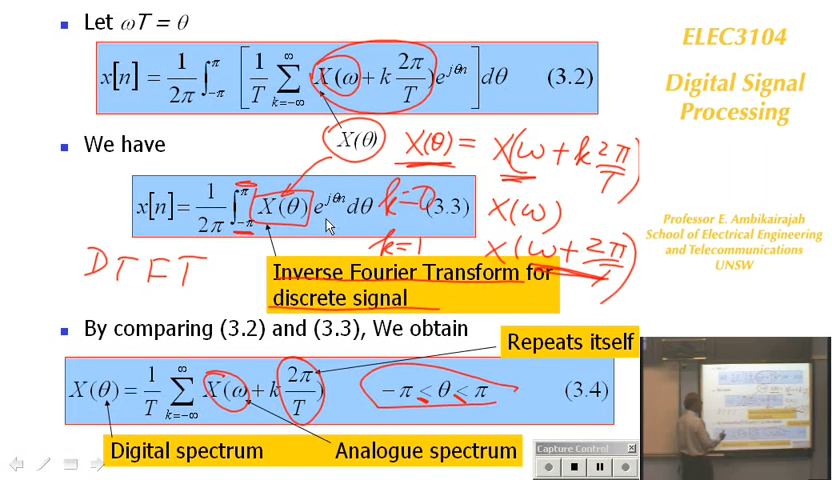 Let ωT = θ
ELEC3104
Digital Signal
Processing
x[n] = 1/2π ∫_{-π}^{π} [1/T ∑_{k=-∞}^{∞} X(ω + k 2π/T) e^{jθn}] dθ (3.2)
X(θ)
X(θ) = X(ω + k 2π/T)
We have
x[n] = 1/2π ∫_{-π}^{π} X(θ) e^{jθn} dθ (3.3)
k=0 X(ω)
k=1 X(ω + 2π/T)
DTFT
Inverse Fourier Transform for
discrete signal
Professor E. Ambikairajah
School of Electrical Engineering
and Telecommunications
UNSW
By comparing (3.2) and (3.3), We obtain
Repeats itself
X(θ) = 1/T ∑_{k=-∞}^{∞} X(ω + k 2π/T) -π < θ < π (3.4)
Digital spectrum
Analogue spectrum
Capture Control